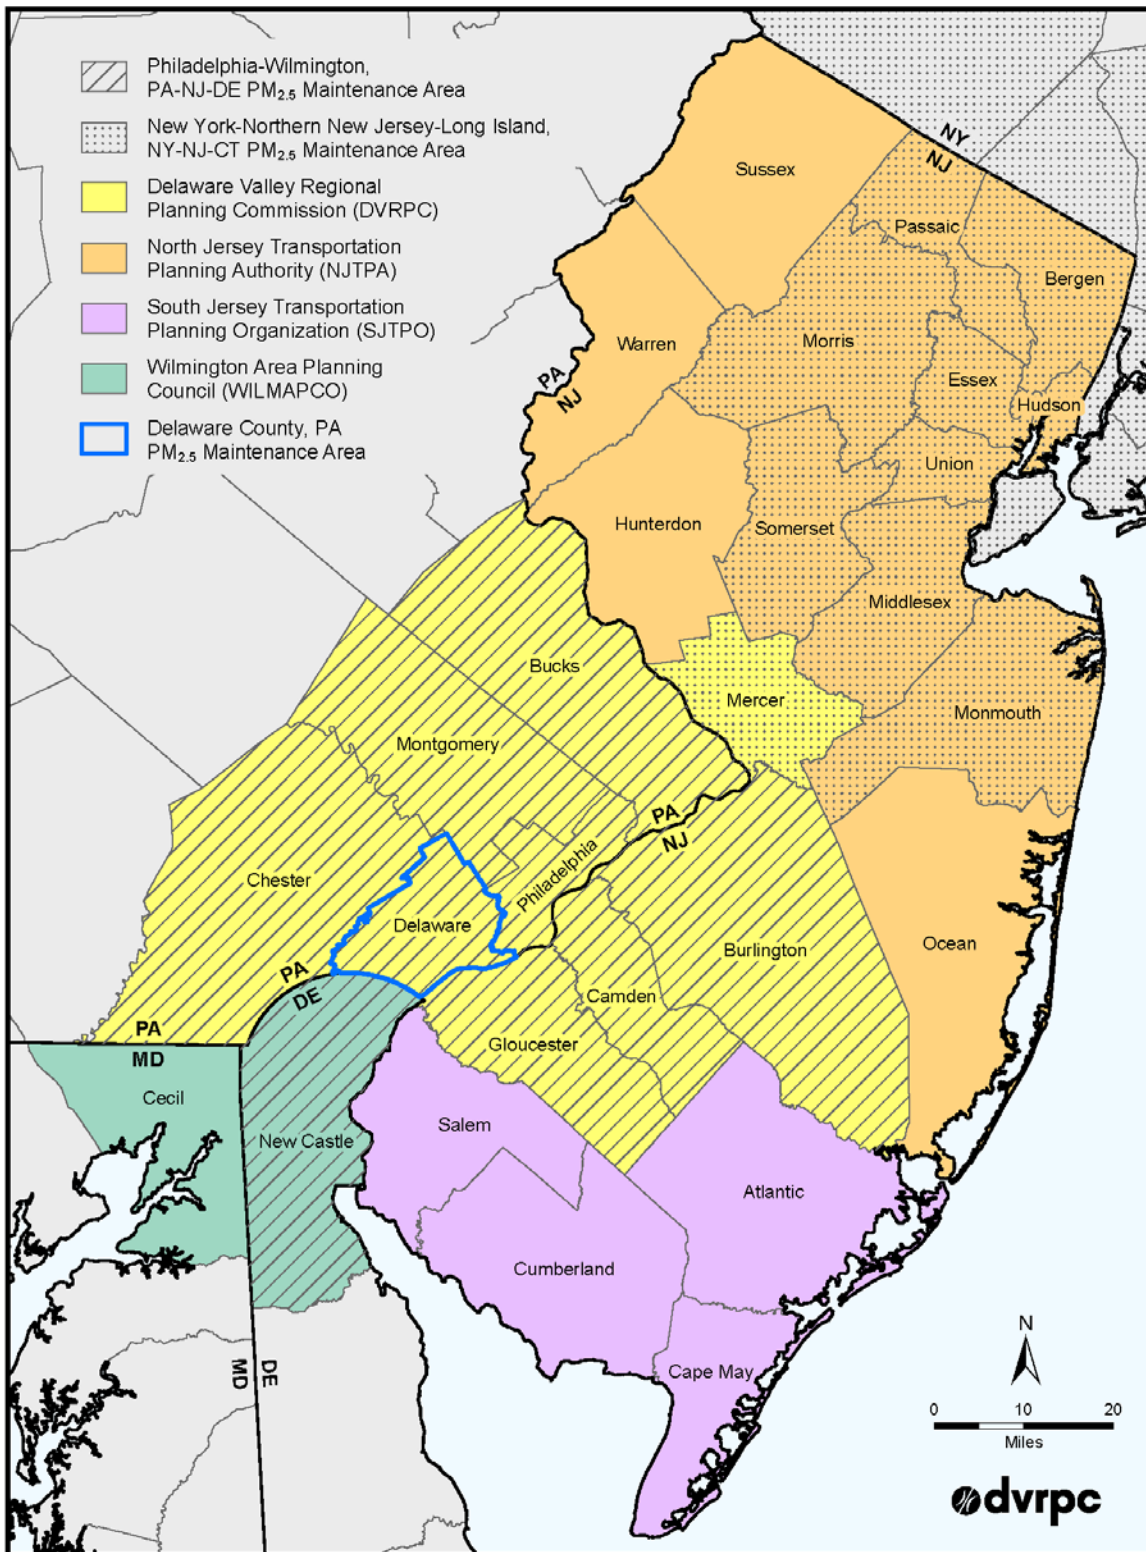 Philadelphia-Wilmington,
PA-NJ-DE PM2.5 Maintenance Area
New York-Northern New Jersey-Long Island,
NY-NJ-CT PM2.5 Maintenance Area
Delaware Valley Regional
Planning Commission (DVRPC)
North Jersey Transportation
Planning Authority (NJTPA)
South Jersey Transportation
Planning Organization (SJTPO)
Wilmington Area Planning
Council (WILMAPCO)
Delaware County, PA
PM2.5 Maintenance Area
NY
NJ
Sussex
Passaic
Bergen
Warren
Morris
PA
NJ
Essex
Hudson
Union
Hunterdon
Somerset
Middlesex
Bucks
Mercer
Monmouth
Montgomery
PA
NJ
Philadelphia
Chester
Delaware
Burlington
Ocean
PA
DE
Camden
PA
MD
Gloucester
Cecil
New Castle
Salem
Atlantic
Cumberland
MD
DE
Cape May
N
0 10 20
Miles
dvrpc